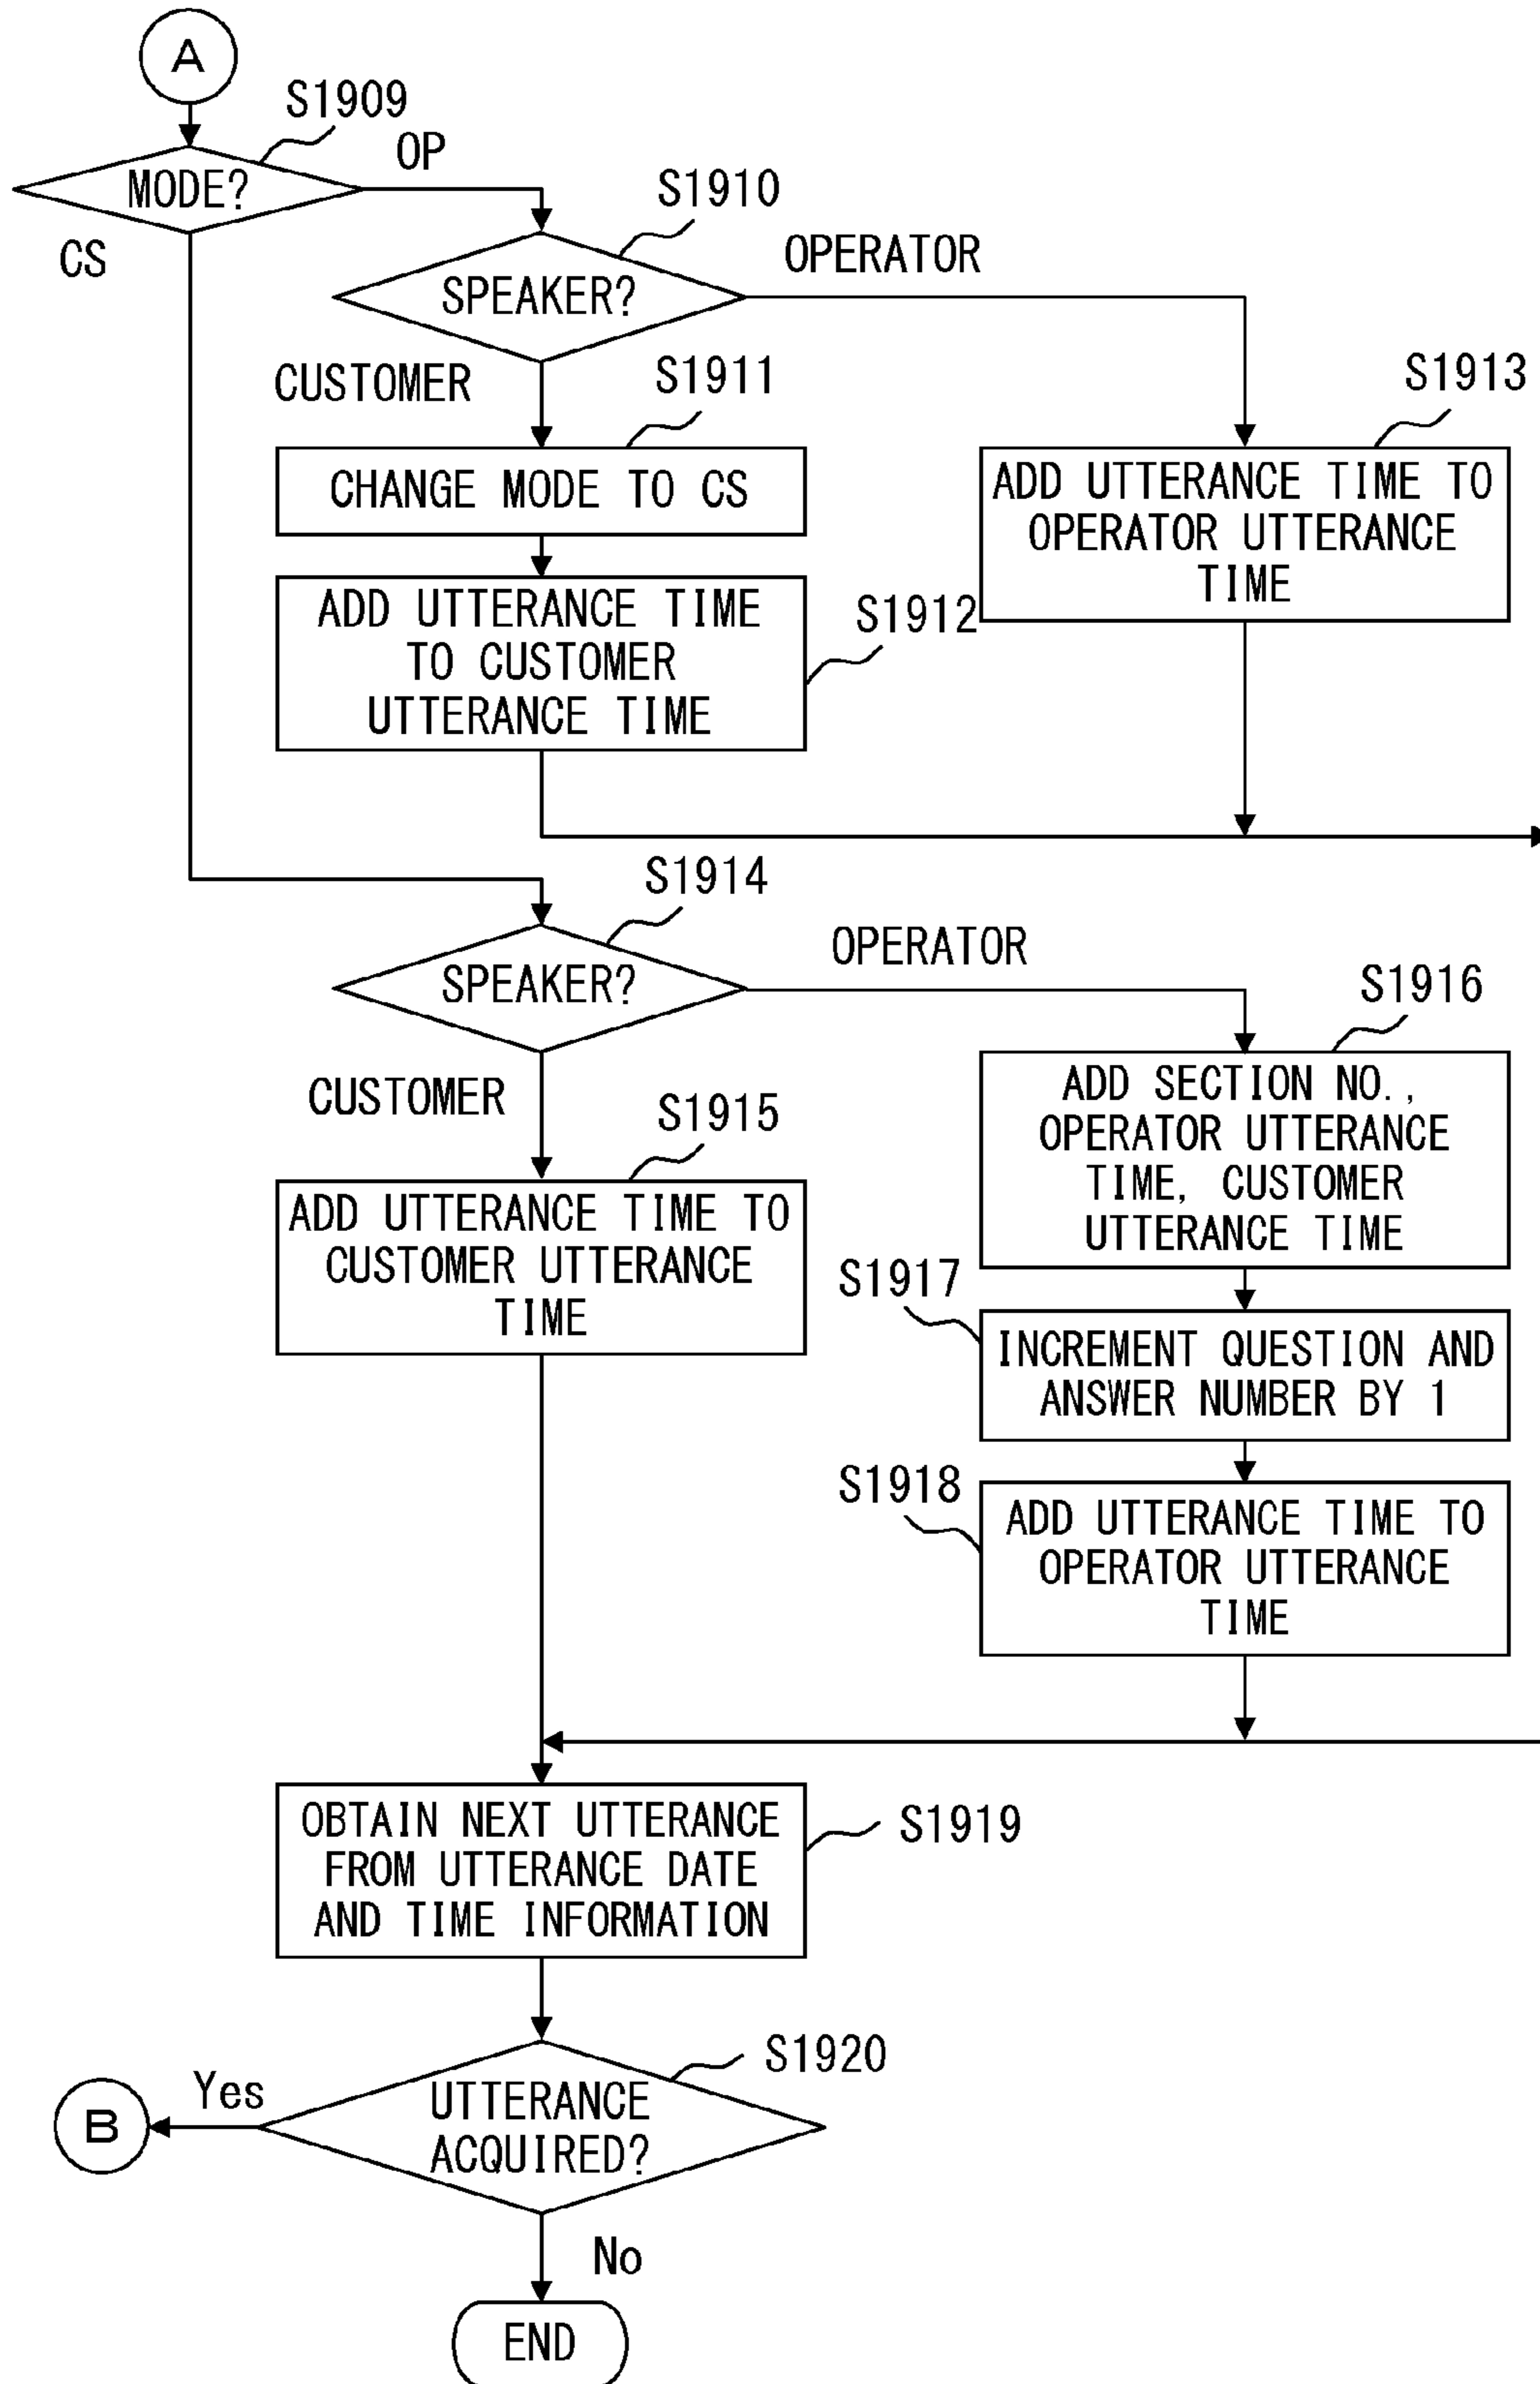 A
S1909
OP
MODE?
CS
S1910
OPERATOR
SPEAKER?
CUSTOMER
S1911
S1913
CHANGE MODE TO CS
ADD UTTERANCE TIME TO
OPERATOR UTTERANCE
TIME
ADD UTTERANCE TIME
TO CUSTOMER
UTTERANCE TIME
S1912
S1914
OPERATOR
SPEAKER?
S1916
CUSTOMER
S1915
ADD SECTION NO.,
OPERATOR UTTERANCE
TIME, CUSTOMER
UTTERANCE TIME
ADD UTTERANCE TIME TO
CUSTOMER UTTERANCE
TIME
S1917
INCREMENT QUESTION AND
ANSWER NUMBER BY 1
S1918
ADD UTTERANCE TIME TO
OPERATOR UTTERANCE
TIME
OBTAIN NEXT UTTERANCE
FROM UTTERANCE DATE
AND TIME INFORMATION
S1919
S1920
Yes
B
UTTERANCE
ACQUIRED?
No
END